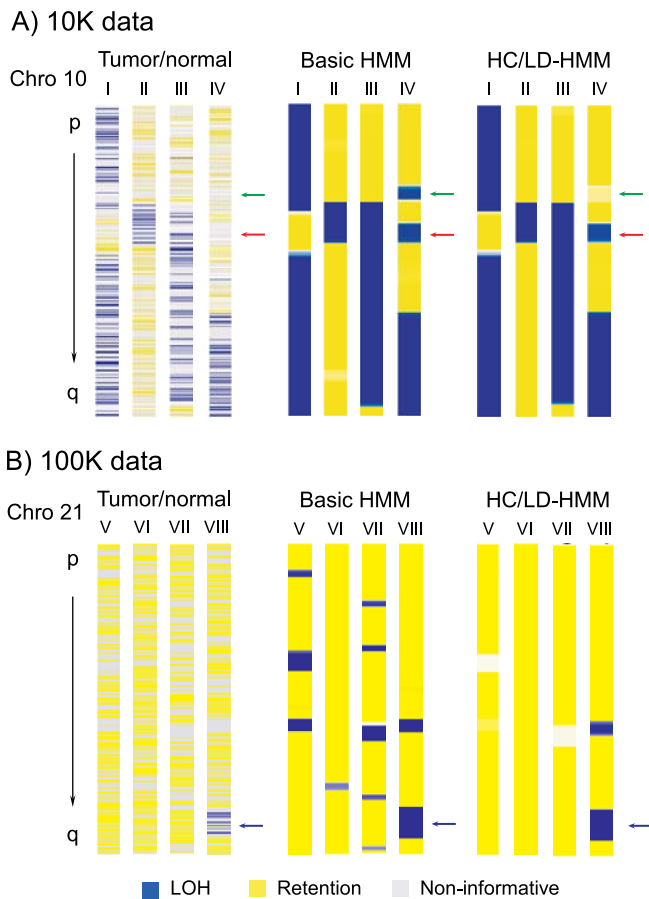 A) 10K data
Tumor/normal Basic HMM HC/LD-HMM
Chro 10 I II III IV I II III IV I II III IV
p
q
B) 100K data
Tumor/normal Basic HMM HC/LD-HMM
Chro 21 V VI VII VIII V VI VII VIII V VI VII VIII
p
q
LOH Retention Non-informative